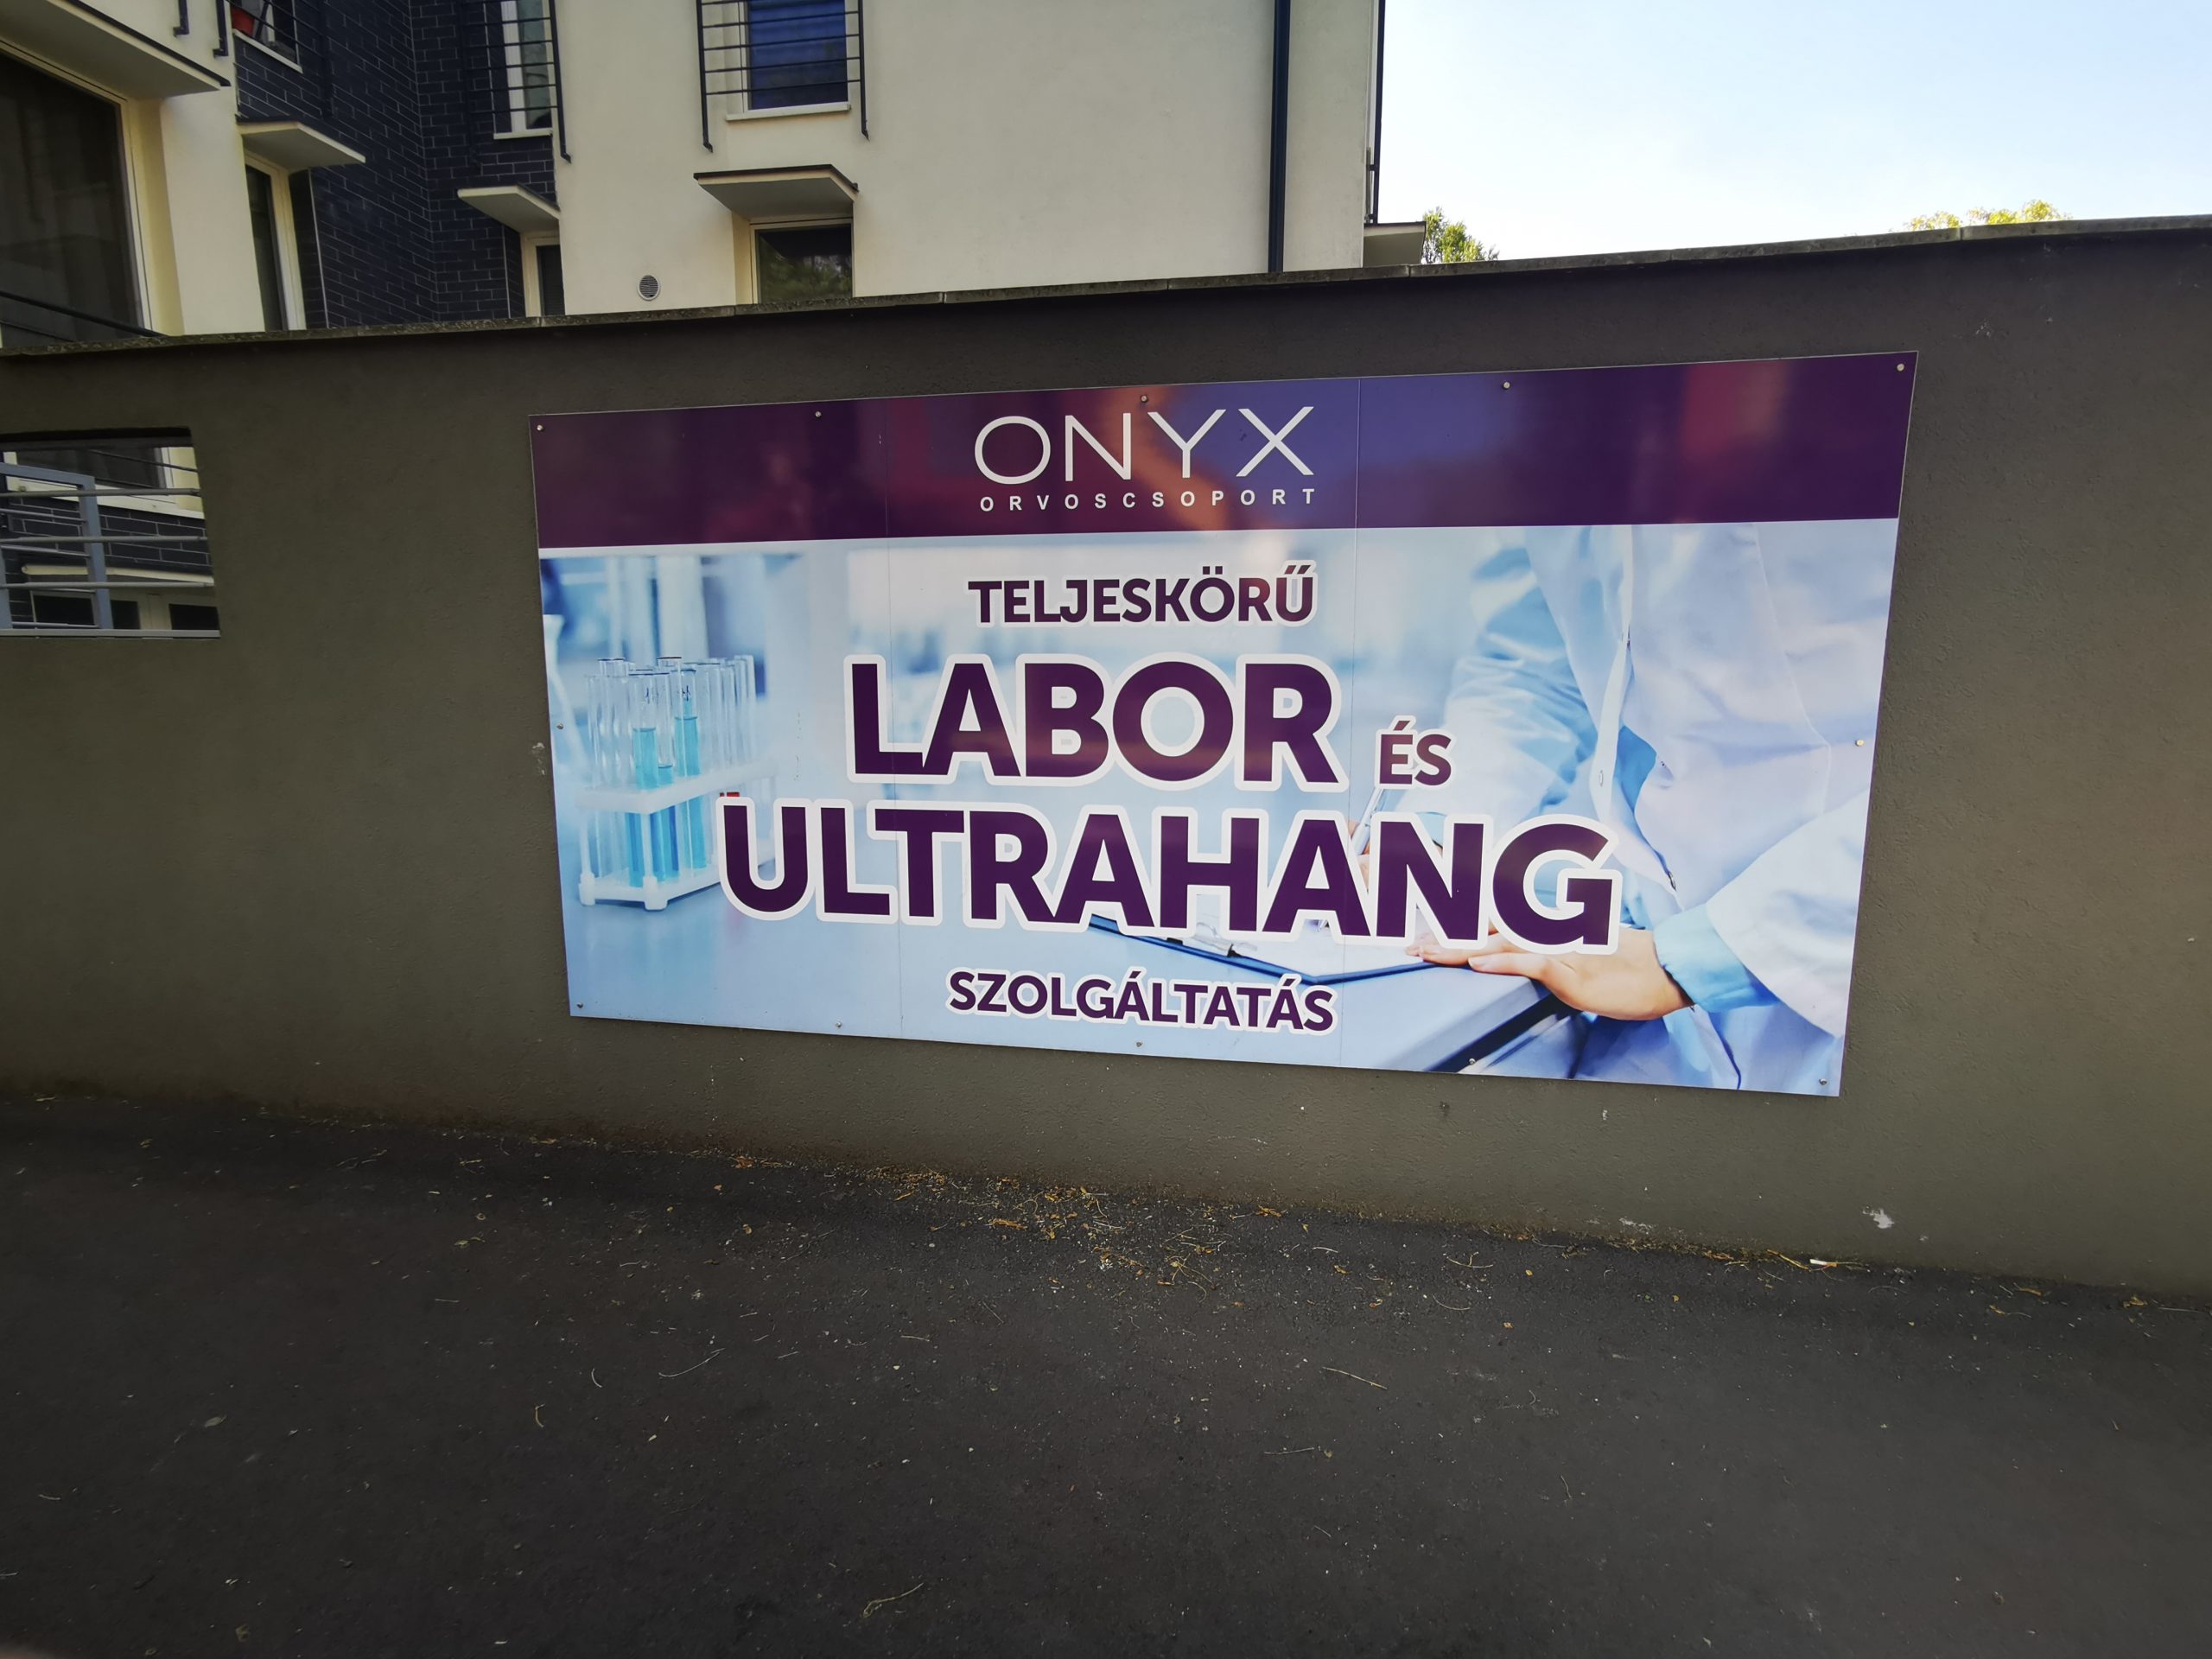 ONYX
ORVOSCSOPORT
TELJESKÖRŰ
LABOR ÉS
ULTRAHANG
SZOLGÁLTATÁS